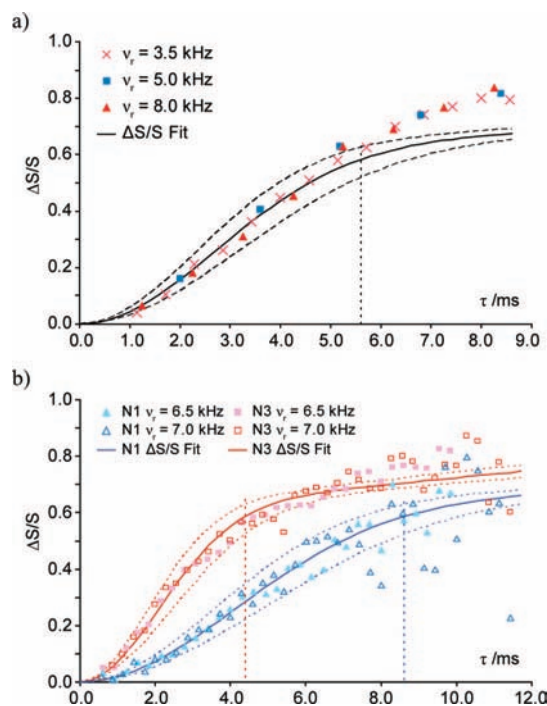 a)
1.0
× νr = 3.5 kHz
νr = 5.0 kHz
0.8
νr = 8.0 kHz
ΔS/S Fit
0.6
ΔS/S
0.4
0.2
τ /ms
0.0
0.0 1.0 2.0 3.0 4.0 5.0 6.0 7.0 8.0 9.0
b)
1.0
N1 νr = 6.5 kHz N3 νr = 6.5 kHz
N1 νr = 7.0 kHz N3 νr = 7.0 kHz
0.8
N1 ΔS/S Fit N3 ΔS/S Fit
0.6
ΔS/S
0.4
0.2
τ /ms
0.0
0.0 2.0 4.0 6.0 8.0 10.0 12.0